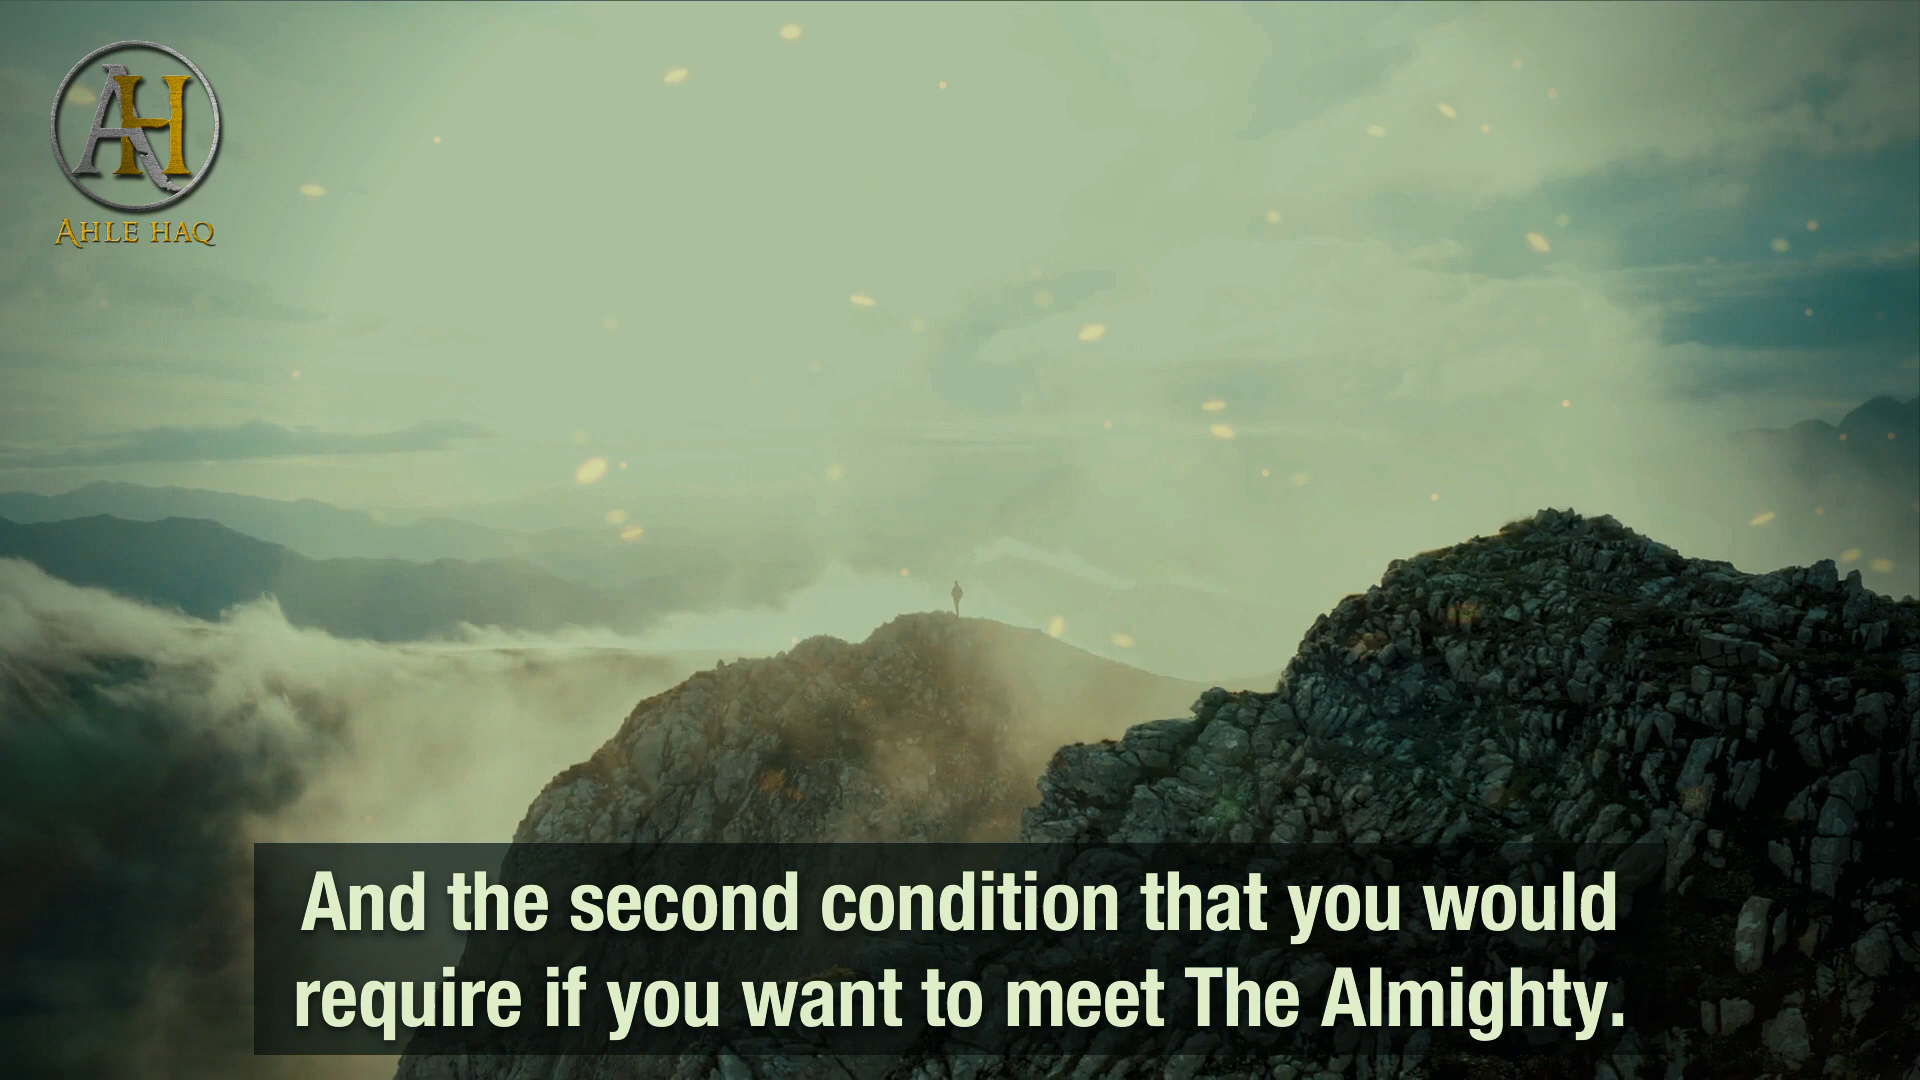 AH
AHLE HAQ
And the second condition that you would
require if you want to meet The Almighty.